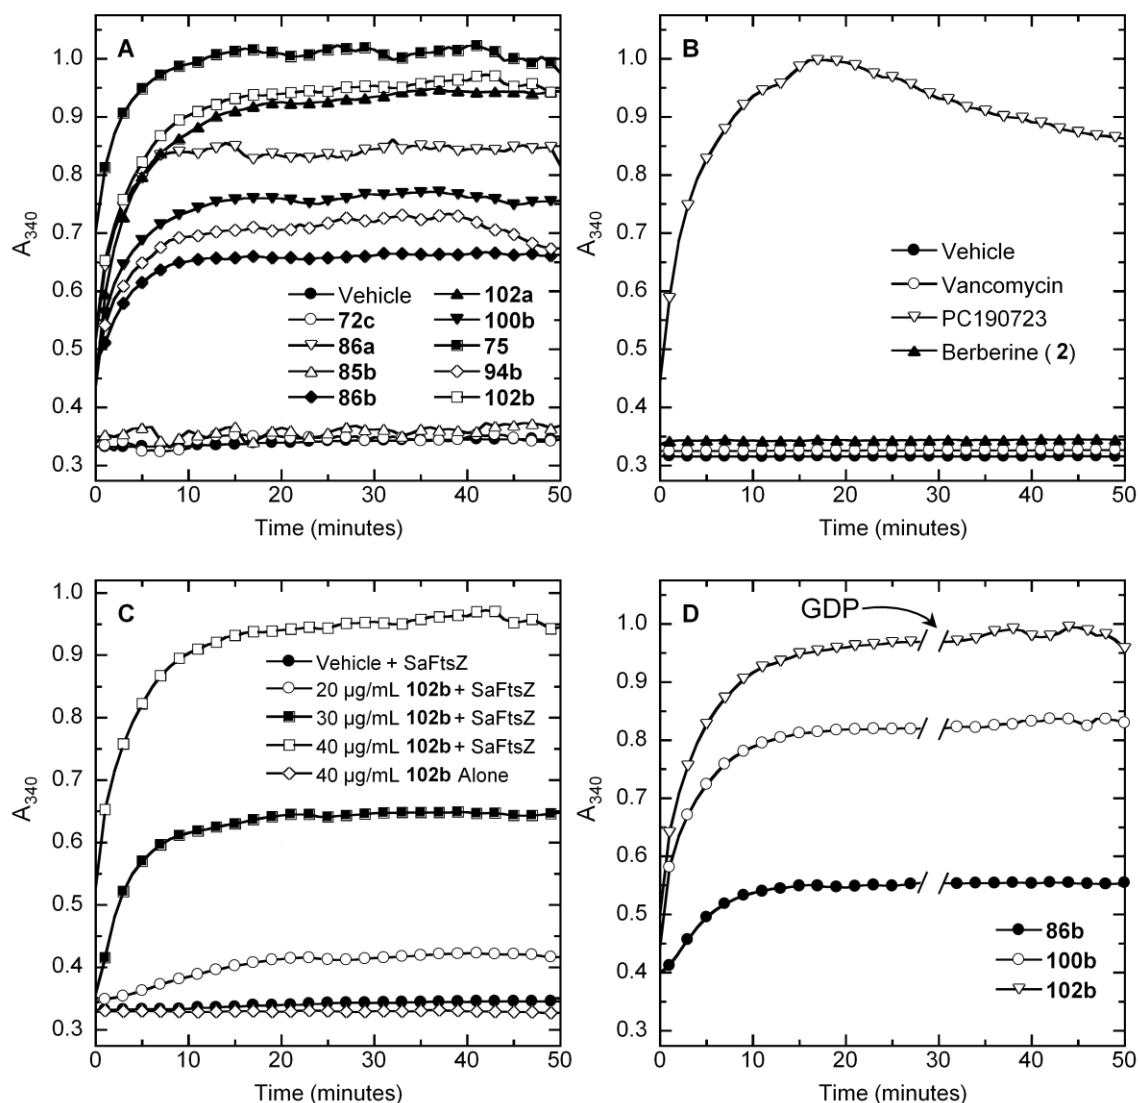 A
1.0
0.9
0.8
0.7
0.6
0.5
0.4
0.3
A340
Vehicle
72c
86a
85b
86b
102a
100b
75
94b
102b
0 10 20 30 40 50
Time (minutes)
B
1.0
0.9
0.8
0.7
0.6
0.5
0.4
0.3
A340
Vehicle
Vancomycin
PC190723
Berberine ( 2)
0 10 20 30 40 50
Time (minutes)
C
1.0
0.9
0.8
0.7
0.6
0.5
0.4
0.3
A340
Vehicle + SaFtsZ
20 µg/mL 102b + SaFtsZ
30 µg/mL 102b + SaFtsZ
40 µg/mL 102b + SaFtsZ
40 µg/mL 102b Alone
0 10 20 30 40 50
Time (minutes)
D
GDP
1.0
0.9
0.8
0.7
0.6
0.5
0.4
0.3
A340
86b
100b
102b
0 10 20 30 40 50
Time (minutes)